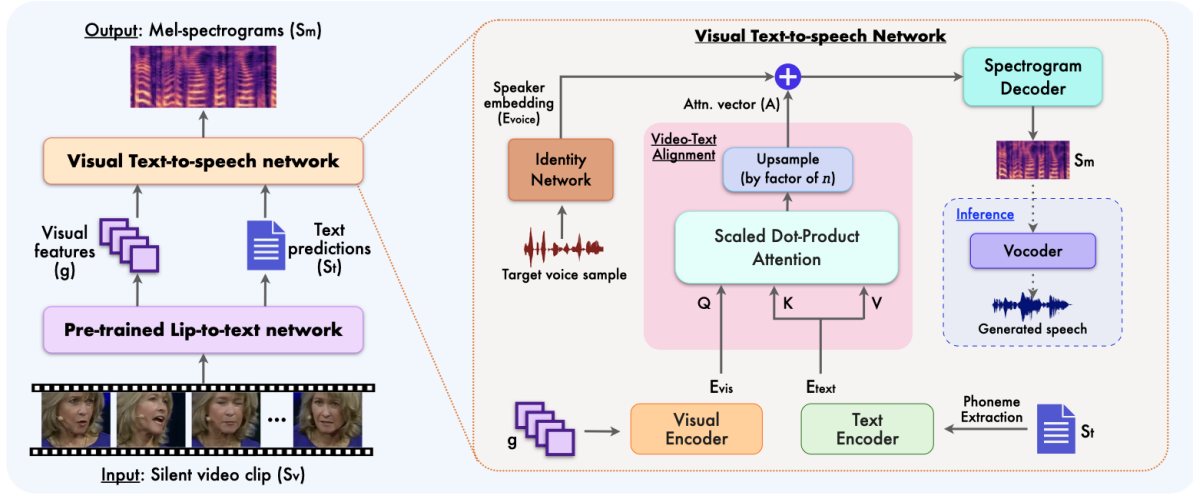 Output: Mel-spectrograms (Sm)
Visual Text-to-speech network
Visual
features
(g)
Text
predictions
(St)
Pre-trained Lip-to-text network
Input: Silent video clip (Sv)
Visual Text-to-speech Network
Speaker
embedding
(Evoice)
Attn. vector (A)
Spectrogram
Decoder
Identity
Network
Target voice sample
Video-Text
Alignment
Upsample
(by factor of n)
Scaled Dot-Product
Attention
Q
K
V
Sm
Inference
Vocoder
Generated speech
Evis
Etext
g
Visual
Encoder
Text
Encoder
Phoneme
Extraction
St